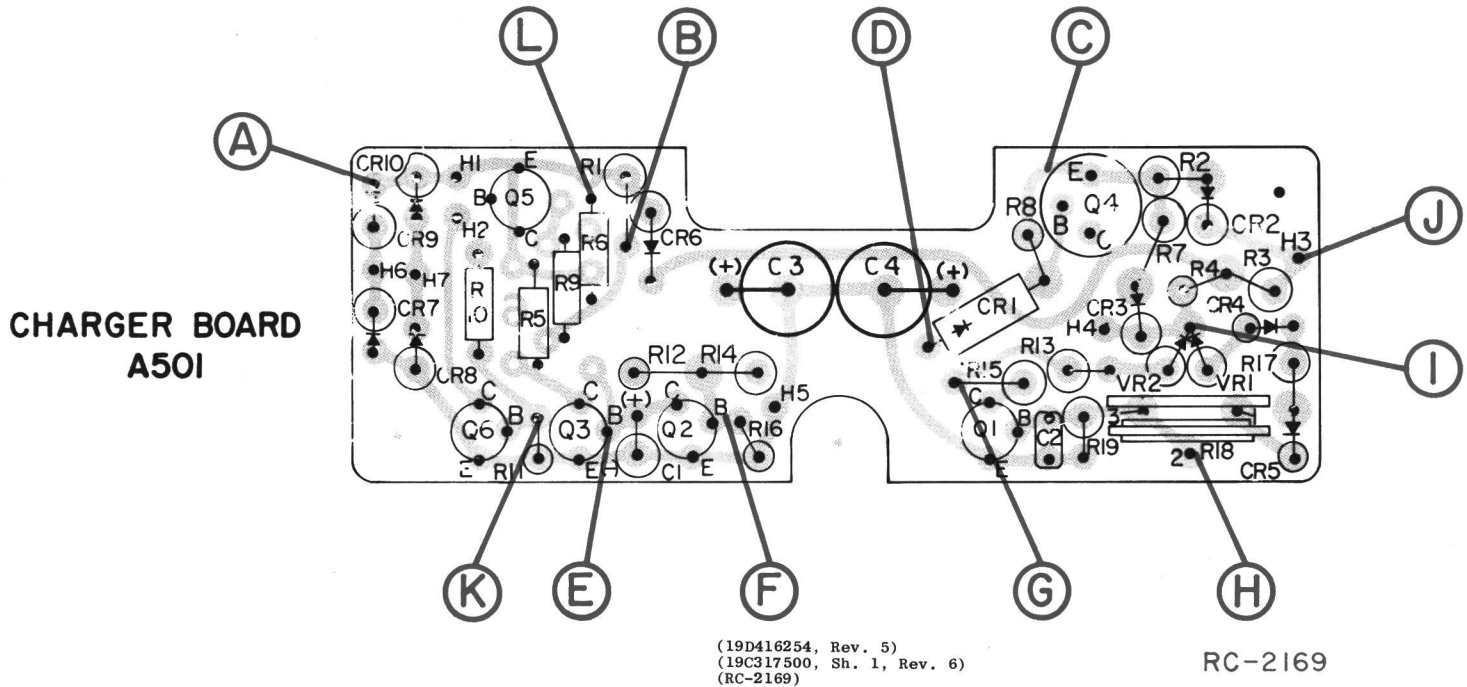 L B D C
A
CR10 H1 E R1 E R2
B Q5 B Q4
J
CR9 H2 C R6 CR6 R8 C R7 CR2 H3
H6 H7 R9 (+) C3 C4 (+) R4 R3
CHARGER BOARD
A501
CR7 R10 R5 CR1 CR3 H4 CR4
CR8 R12 R14 R15 R13 VR2 VR1 R17
I
C B C B (+) C B H5 C B
Q6 Q3 Q2 R16 Q1 C2 3
E R11 E H C1 E E R19 2 R18 CR5
K E F G H
(19D416254, Rev. 5)
(19C317500, Sh. 1, Rev. 6)
(RC-2169)
RC-2169